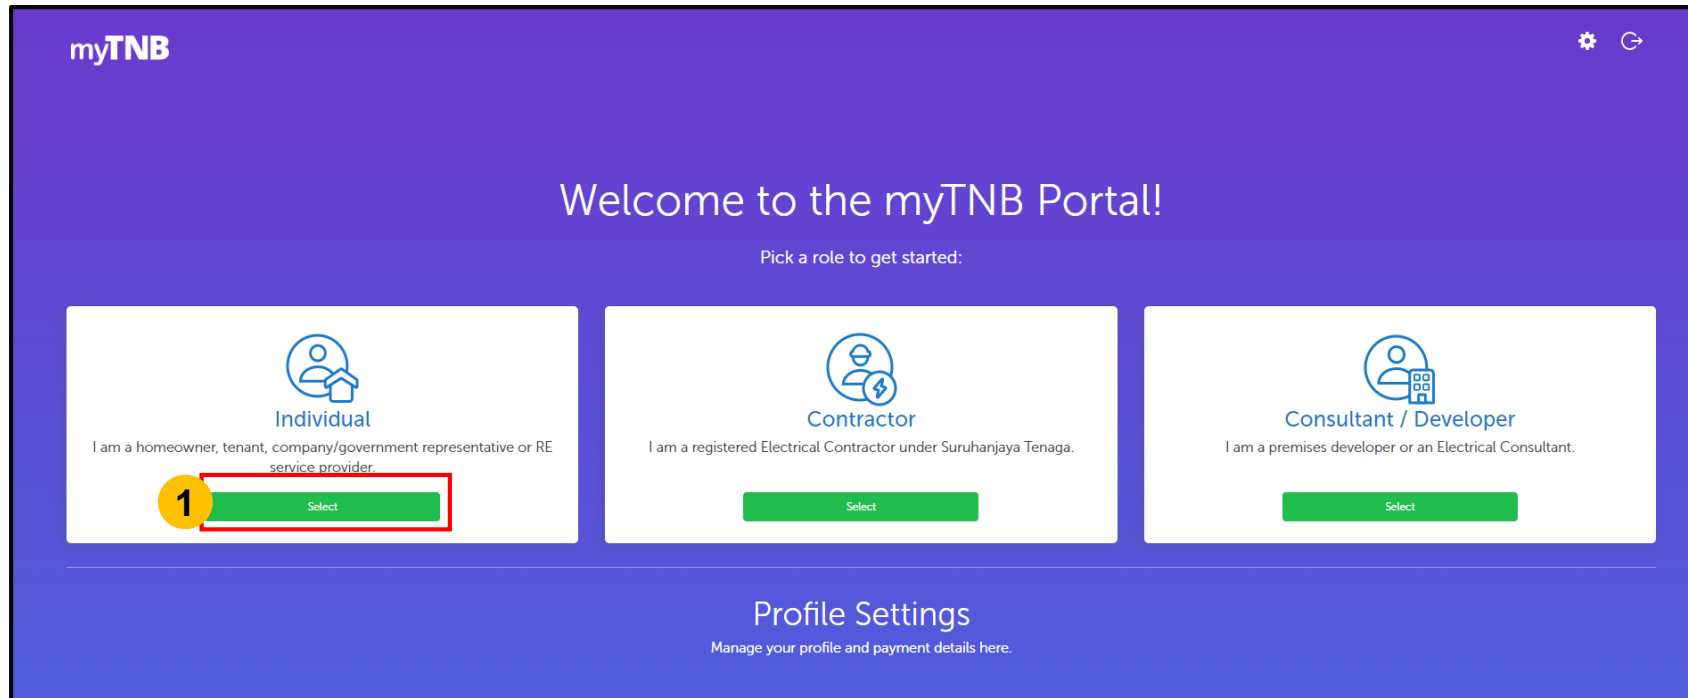 myTNB
Welcome to the myTNB Portal!
Pick a role to get started:
Individual
I am a homeowner, tenant, company/government representative or RE
service provider.
1
Select
Contractor
I am a registered Electrical Contractor under Suruhanjaya Tenaga.
Select
Consultant / Developer
I am a premises developer or an Electrical Consultant.
Select
Profile Settings
Manage your profile and payment details here.